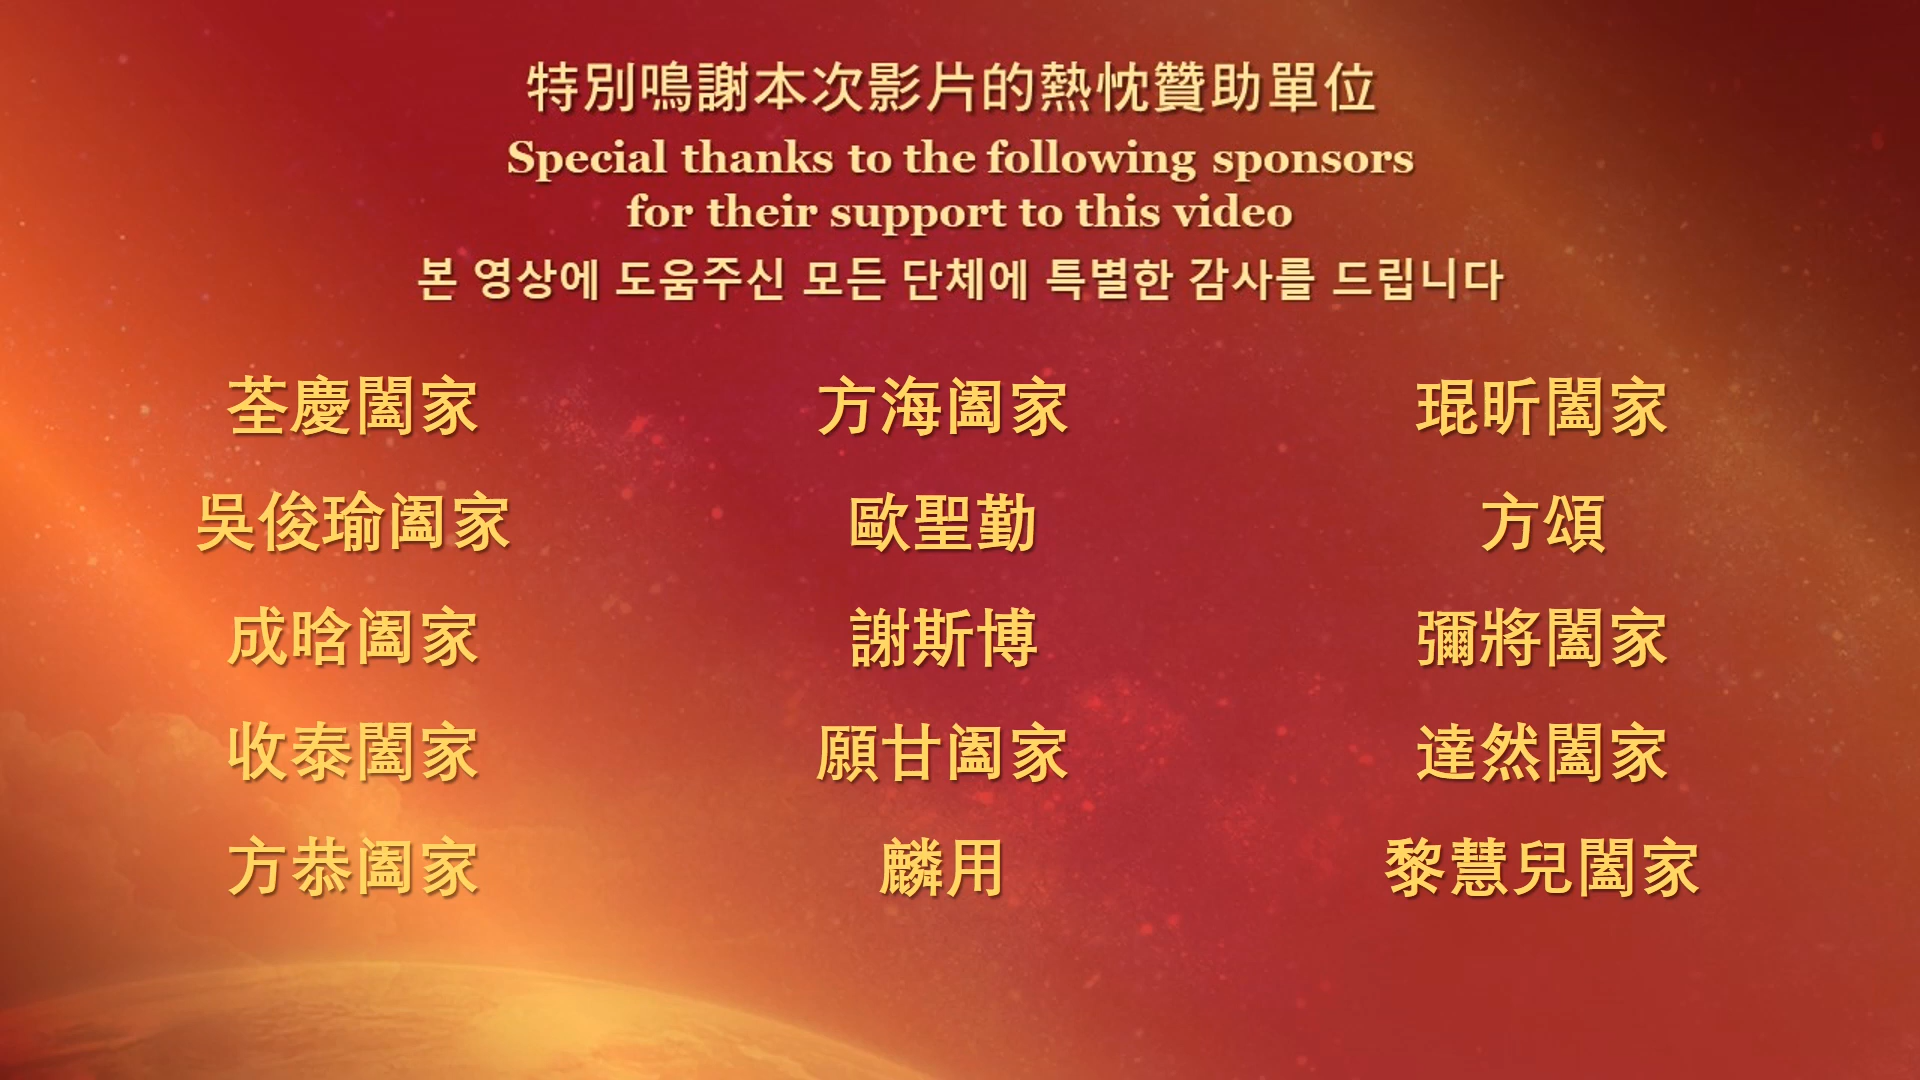 特別鳴謝本次影片的熱忱贊助單位
Special thanks to the following sponsors
for their support to this video
본 영상에 도움주신 모든 단체에 특별한 감사를 드립니다
荃慶闔家 方海阖家 琨昕闔家
吳俊瑜阖家 歐聖勤 方頌
成晗阖家 謝斯博 彌將闔家
收泰闔家 願甘阖家 達然闔家
方恭阖家 麟用 黎慧兒闔家